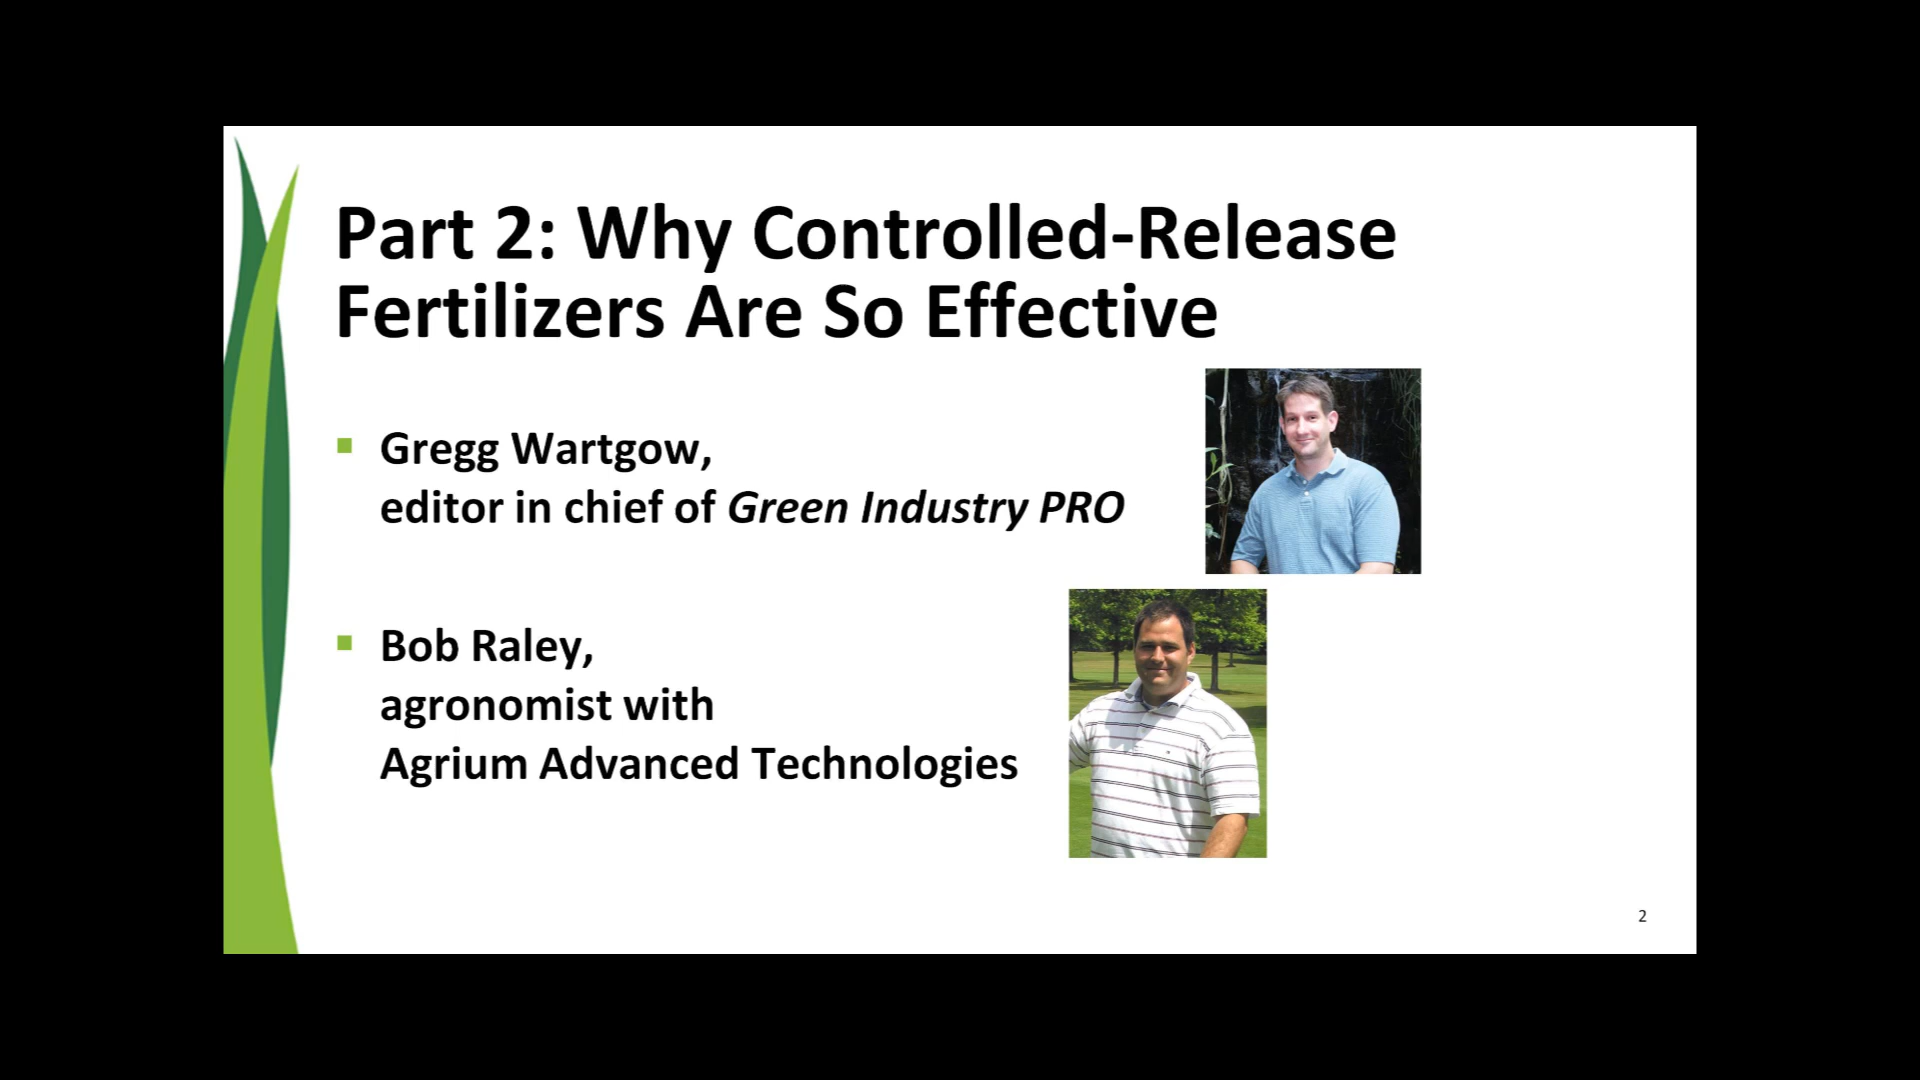 Part 2: Why Controlled-Release
Fertilizers Are So Effective
Gregg Wartgow,
editor in chief of Green Industry PRO
Bob Raley,
agronomist with
Agrium Advanced Technologies
2